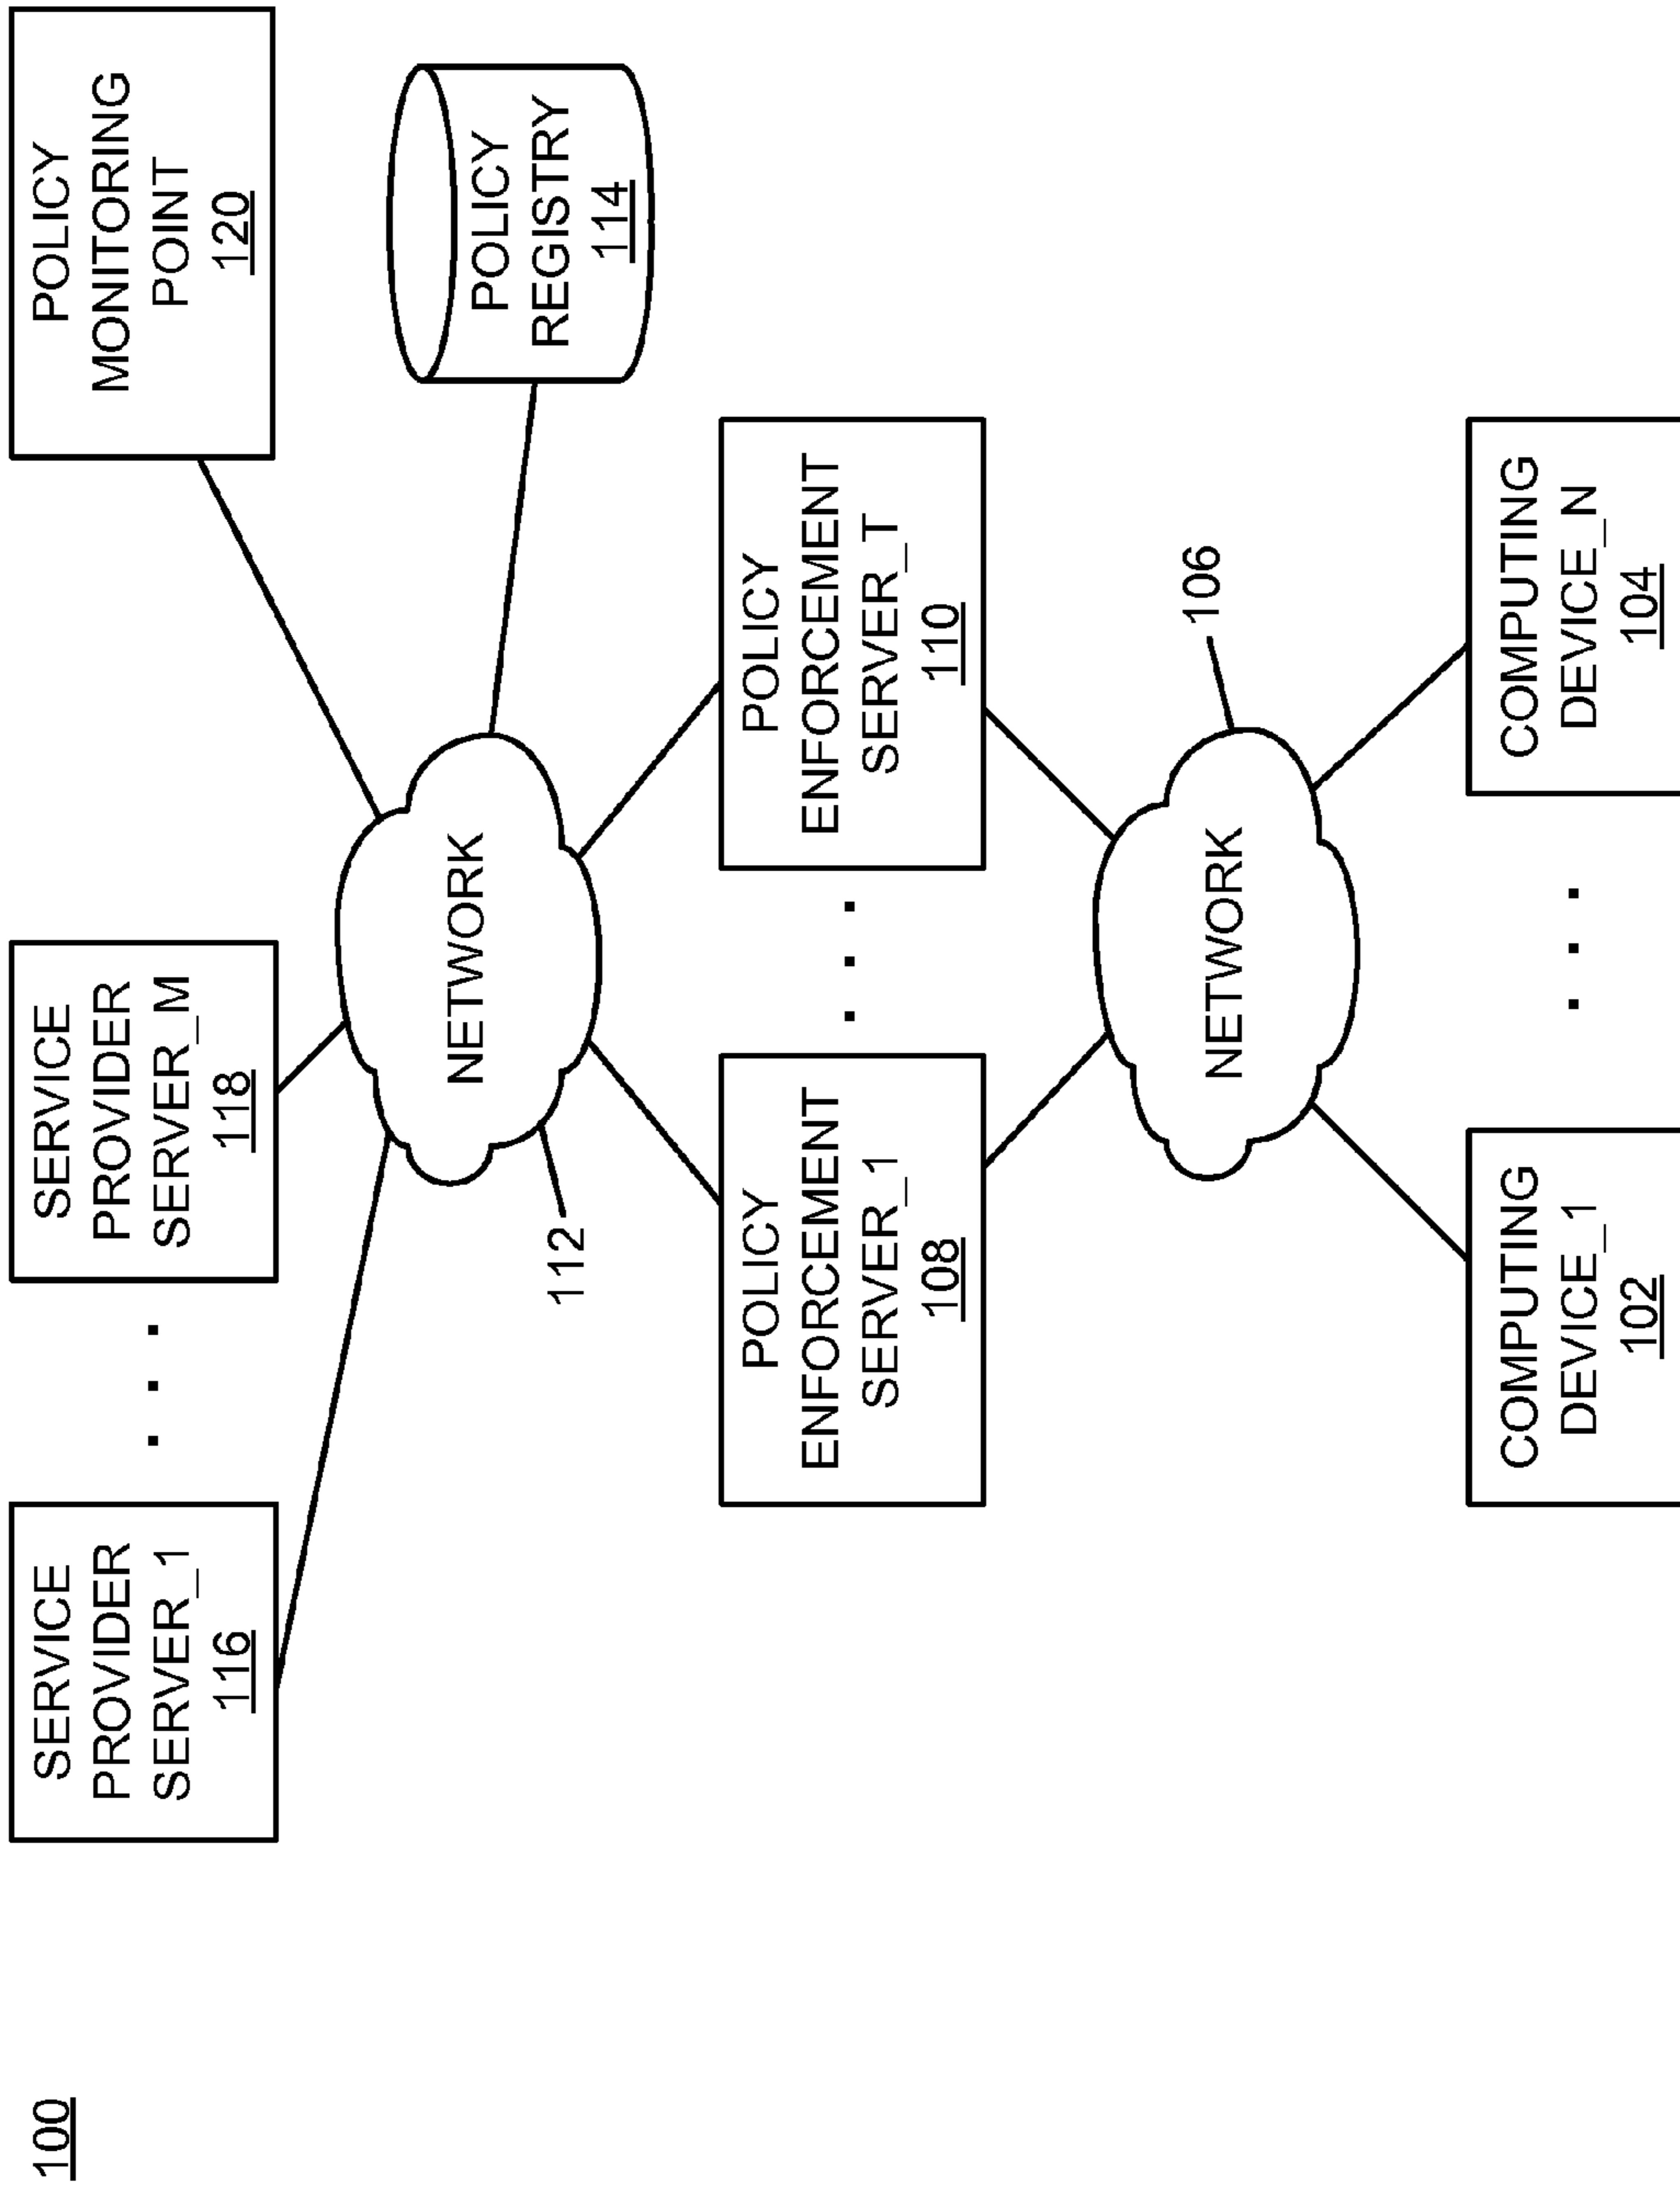 100
SERVICE
PROVIDER
SERVER_1
116
. . .
SERVICE
PROVIDER
SERVER_M
118
POLICY
MONITORING
POINT
120
NETWORK
112
POLICY
REGISTRY
114
POLICY
ENFORCEMENT
SERVER_1
108
. . .
POLICY
ENFORCEMENT
SERVER_T
110
NETWORK
106
COMPUTING
DEVICE_1
102
. . .
COMPUTING
DEVICE_N
104